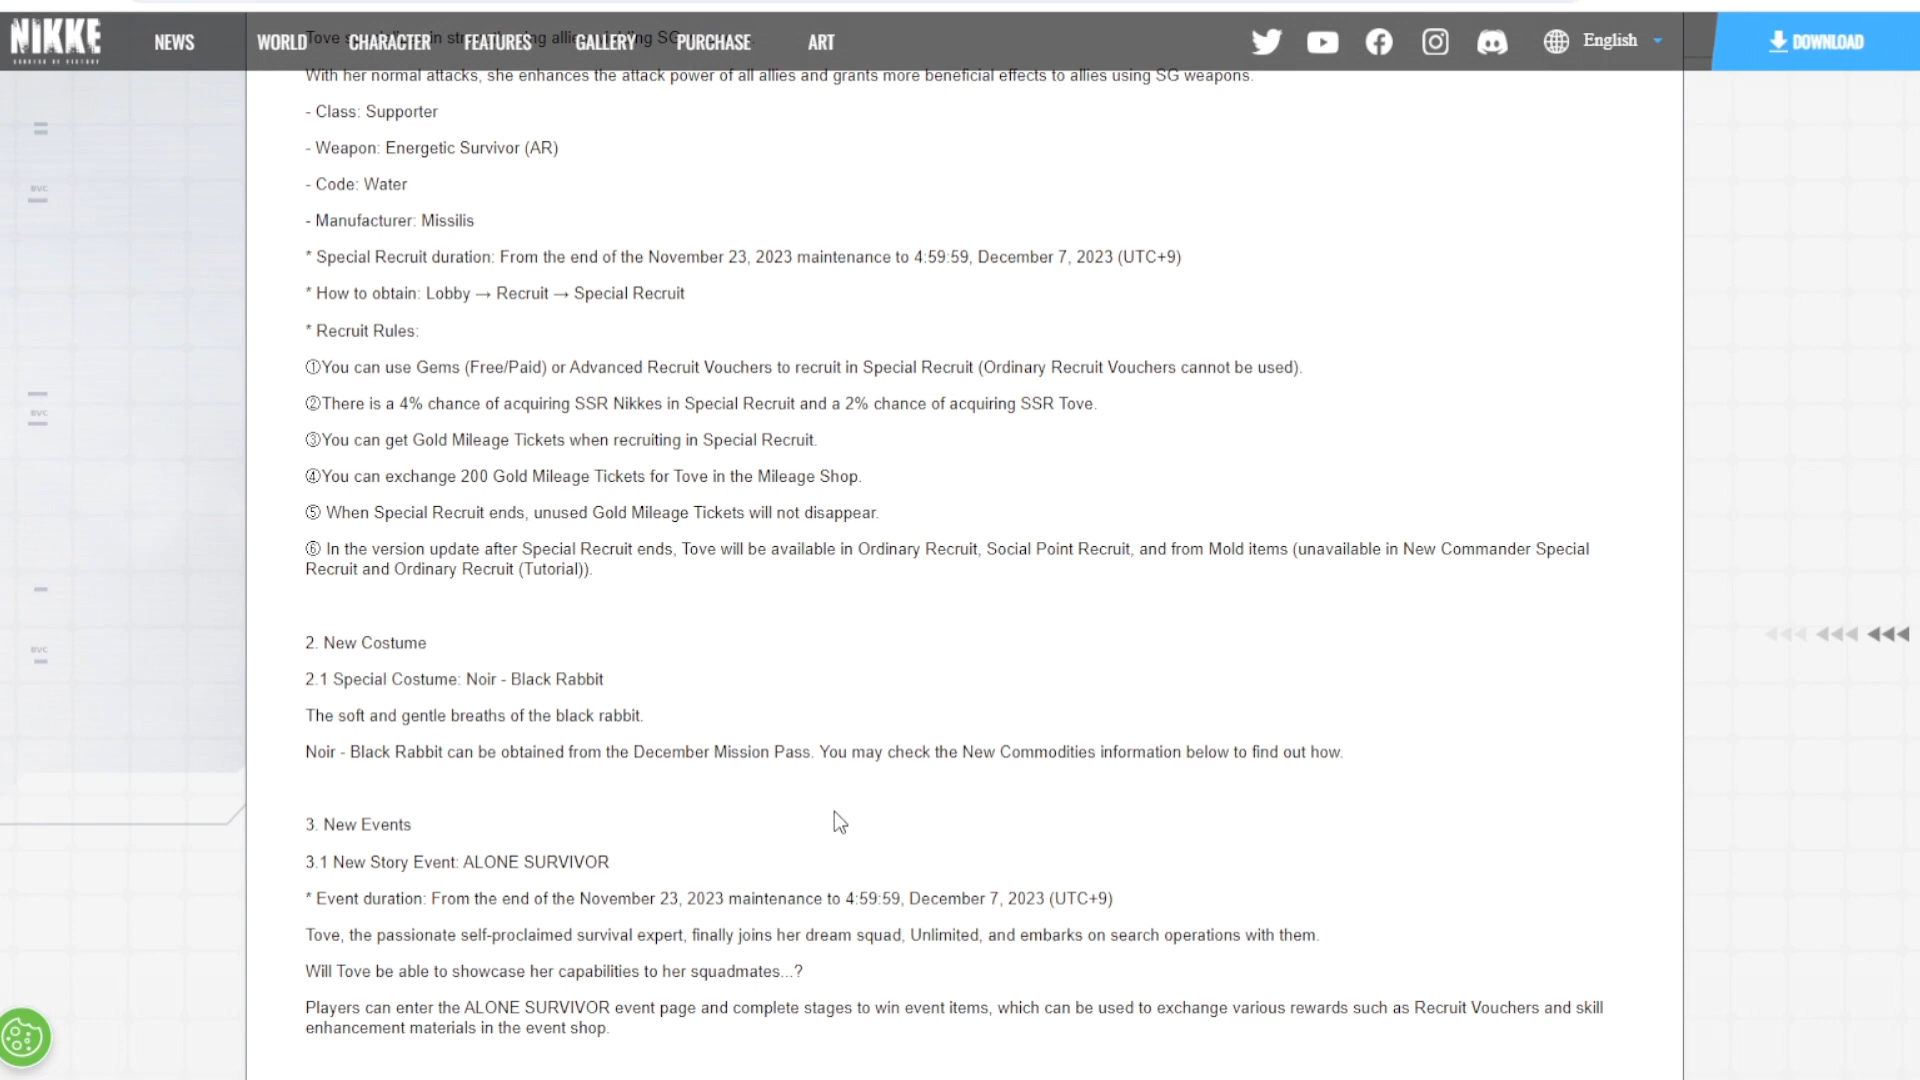 NIKKE
GODDESS OF VICTORY
NEWS
WORLD
CHARACTER
FEATURES
GALLERY
PURCHASE
ART
English
DOWNLOAD
With her normal attacks, she enhances the attack power of all allies and grants more beneficial effects to allies using SG weapons.
- Class: Supporter
- Weapon: Energetic Survivor (AR)
- Code: Water
- Manufacturer: Missilis
* Special Recruit duration: From the end of the November 23, 2023 maintenance to 4:59:59, December 7, 2023 (UTC+9)
* How to obtain: Lobby → Recruit → Special Recruit
* Recruit Rules:
①You can use Gems (Free/Paid) or Advanced Recruit Vouchers to recruit in Special Recruit (Ordinary Recruit Vouchers cannot be used).
②There is a 4% chance of acquiring SSR Nikkes in Special Recruit and a 2% chance of acquiring SSR Tove.
③You can get Gold Mileage Tickets when recruiting in Special Recruit.
④You can exchange 200 Gold Mileage Tickets for Tove in the Mileage Shop.
⑤ When Special Recruit ends, unused Gold Mileage Tickets will not disappear.
⑥ In the version update after Special Recruit ends, Tove will be available in Ordinary Recruit, Social Point Recruit, and from Mold items (unavailable in New Commander Special
Recruit and Ordinary Recruit (Tutorial)).
2. New Costume
2.1 Special Costume: Noir - Black Rabbit
The soft and gentle breaths of the black rabbit.
Noir - Black Rabbit can be obtained from the December Mission Pass. You may check the New Commodities information below to find out how.
3. New Events
3.1 New Story Event: ALONE SURVIVOR
* Event duration: From the end of the November 23, 2023 maintenance to 4:59:59, December 7, 2023 (UTC+9)
Tove, the passionate self-proclaimed survival expert, finally joins her dream squad, Unlimited, and embarks on search operations with them.
Will Tove be able to showcase her capabilities to her squadmates...?
Players can enter the ALONE SURVIVOR event page and complete stages to win event items, which can be used to exchange various rewards such as Recruit Vouchers and skill
enhancement materials in the event shop.
BVC
BVC
BVC